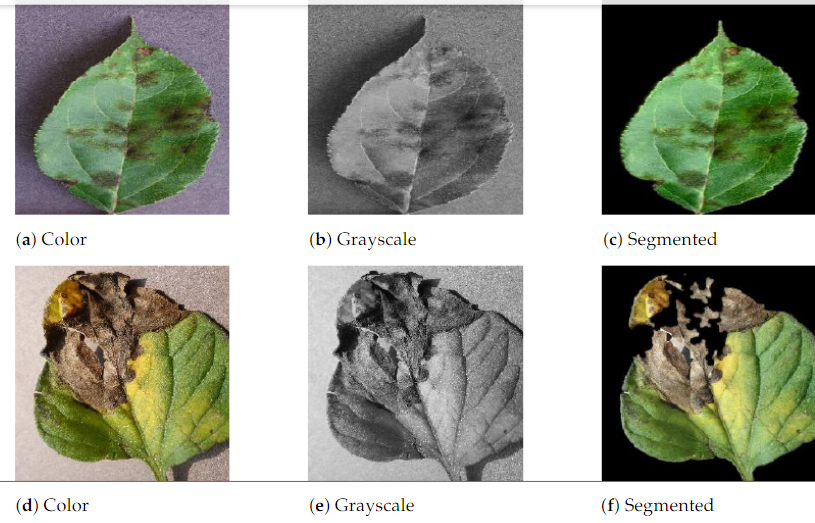 (a) Color
(b) Grayscale
(c) Segmented
(d) Color
(e) Grayscale
(f) Segmented